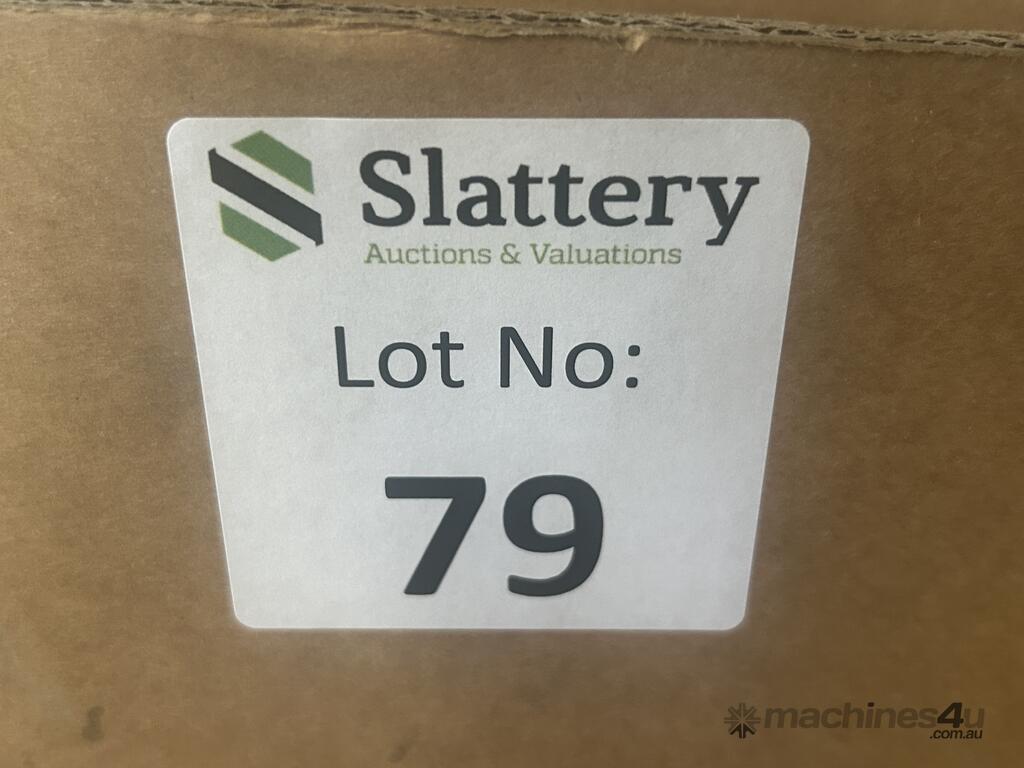 Slattery
Auctions & Valuations
Lot No:
79
machines4u
.com.au